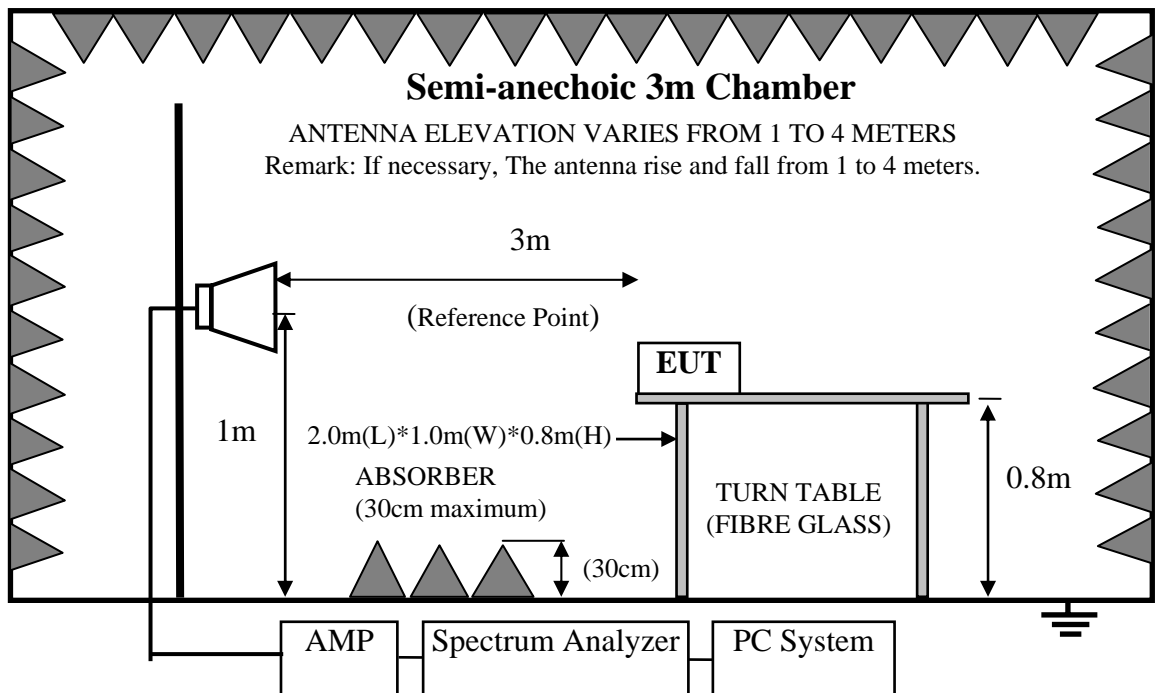 Semi-anechoic 3m Chamber
ANTENNA ELEVATION VARIES FROM 1 TO 4 METERS
Remark: If necessary, The antenna rise and fall from 1 to 4 meters.
3m
(Reference Point)
EUT
1m
2.0m(L)*1.0m(W)*0.8m(H)
ABSORBER
(30cm maximum)
(30cm)
TURN TABLE
(FIBRE GLASS)
0.8m
AMP
Spectrum Analyzer
PC System